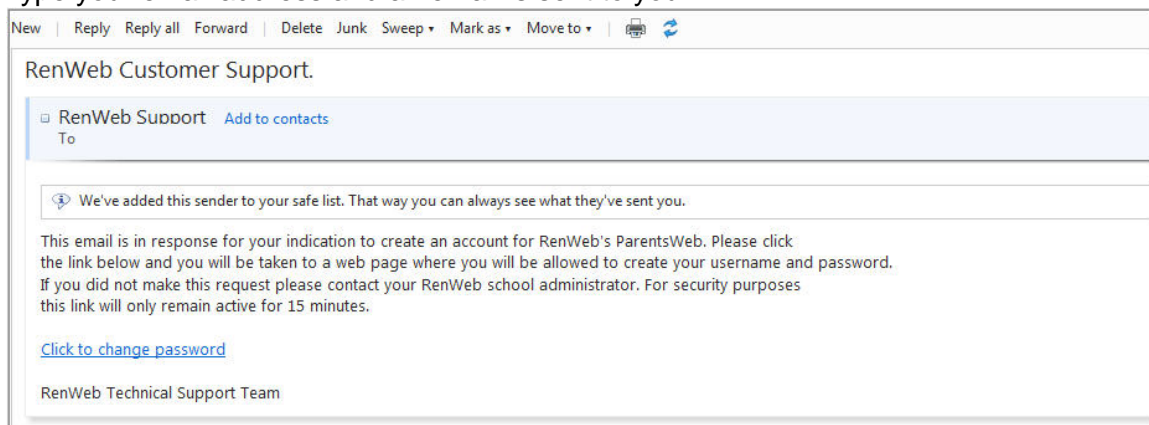 New | Reply Reply all Forward | Delete Junk Sweep Mark as Move to |
RenWeb Customer Support.
RenWeb Support Add to contacts
To
We've added this sender to your safe list. That way you can always see what they've sent you.
This email is in response for your indication to create an account for RenWeb's ParentsWeb. Please click
the link below and you will be taken to a web page where you will be allowed to create your username and password.
If you did not make this request please contact your RenWeb school administrator. For security purposes
this link will only remain active for 15 minutes.
Click to change password
RenWeb Technical Support Team